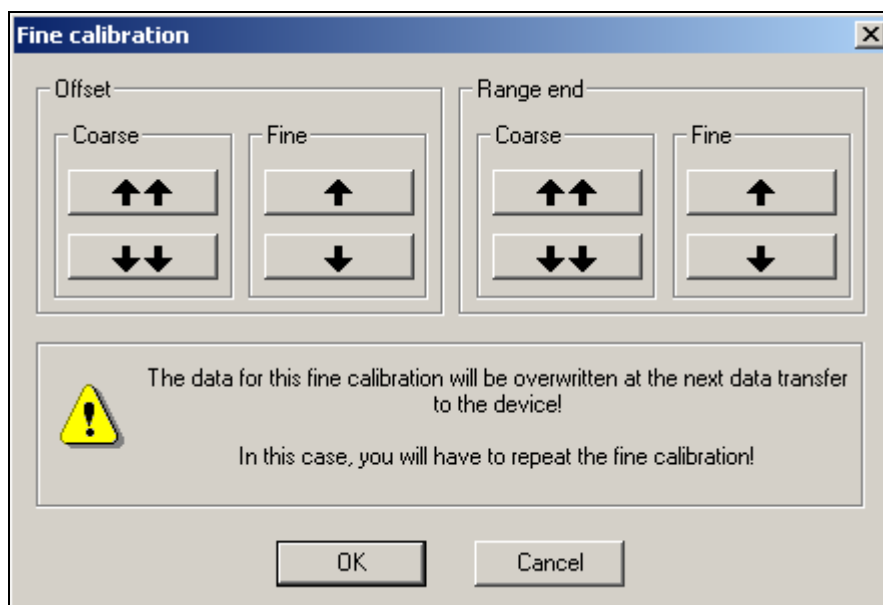 Fine calibration
Offset
Range end
Coarse
Fine
Coarse
Fine
The data for this fine calibration will be overwritten at the next data transfer
to the device!
In this case, you will have to repeat the fine calibration!
OK
Cancel